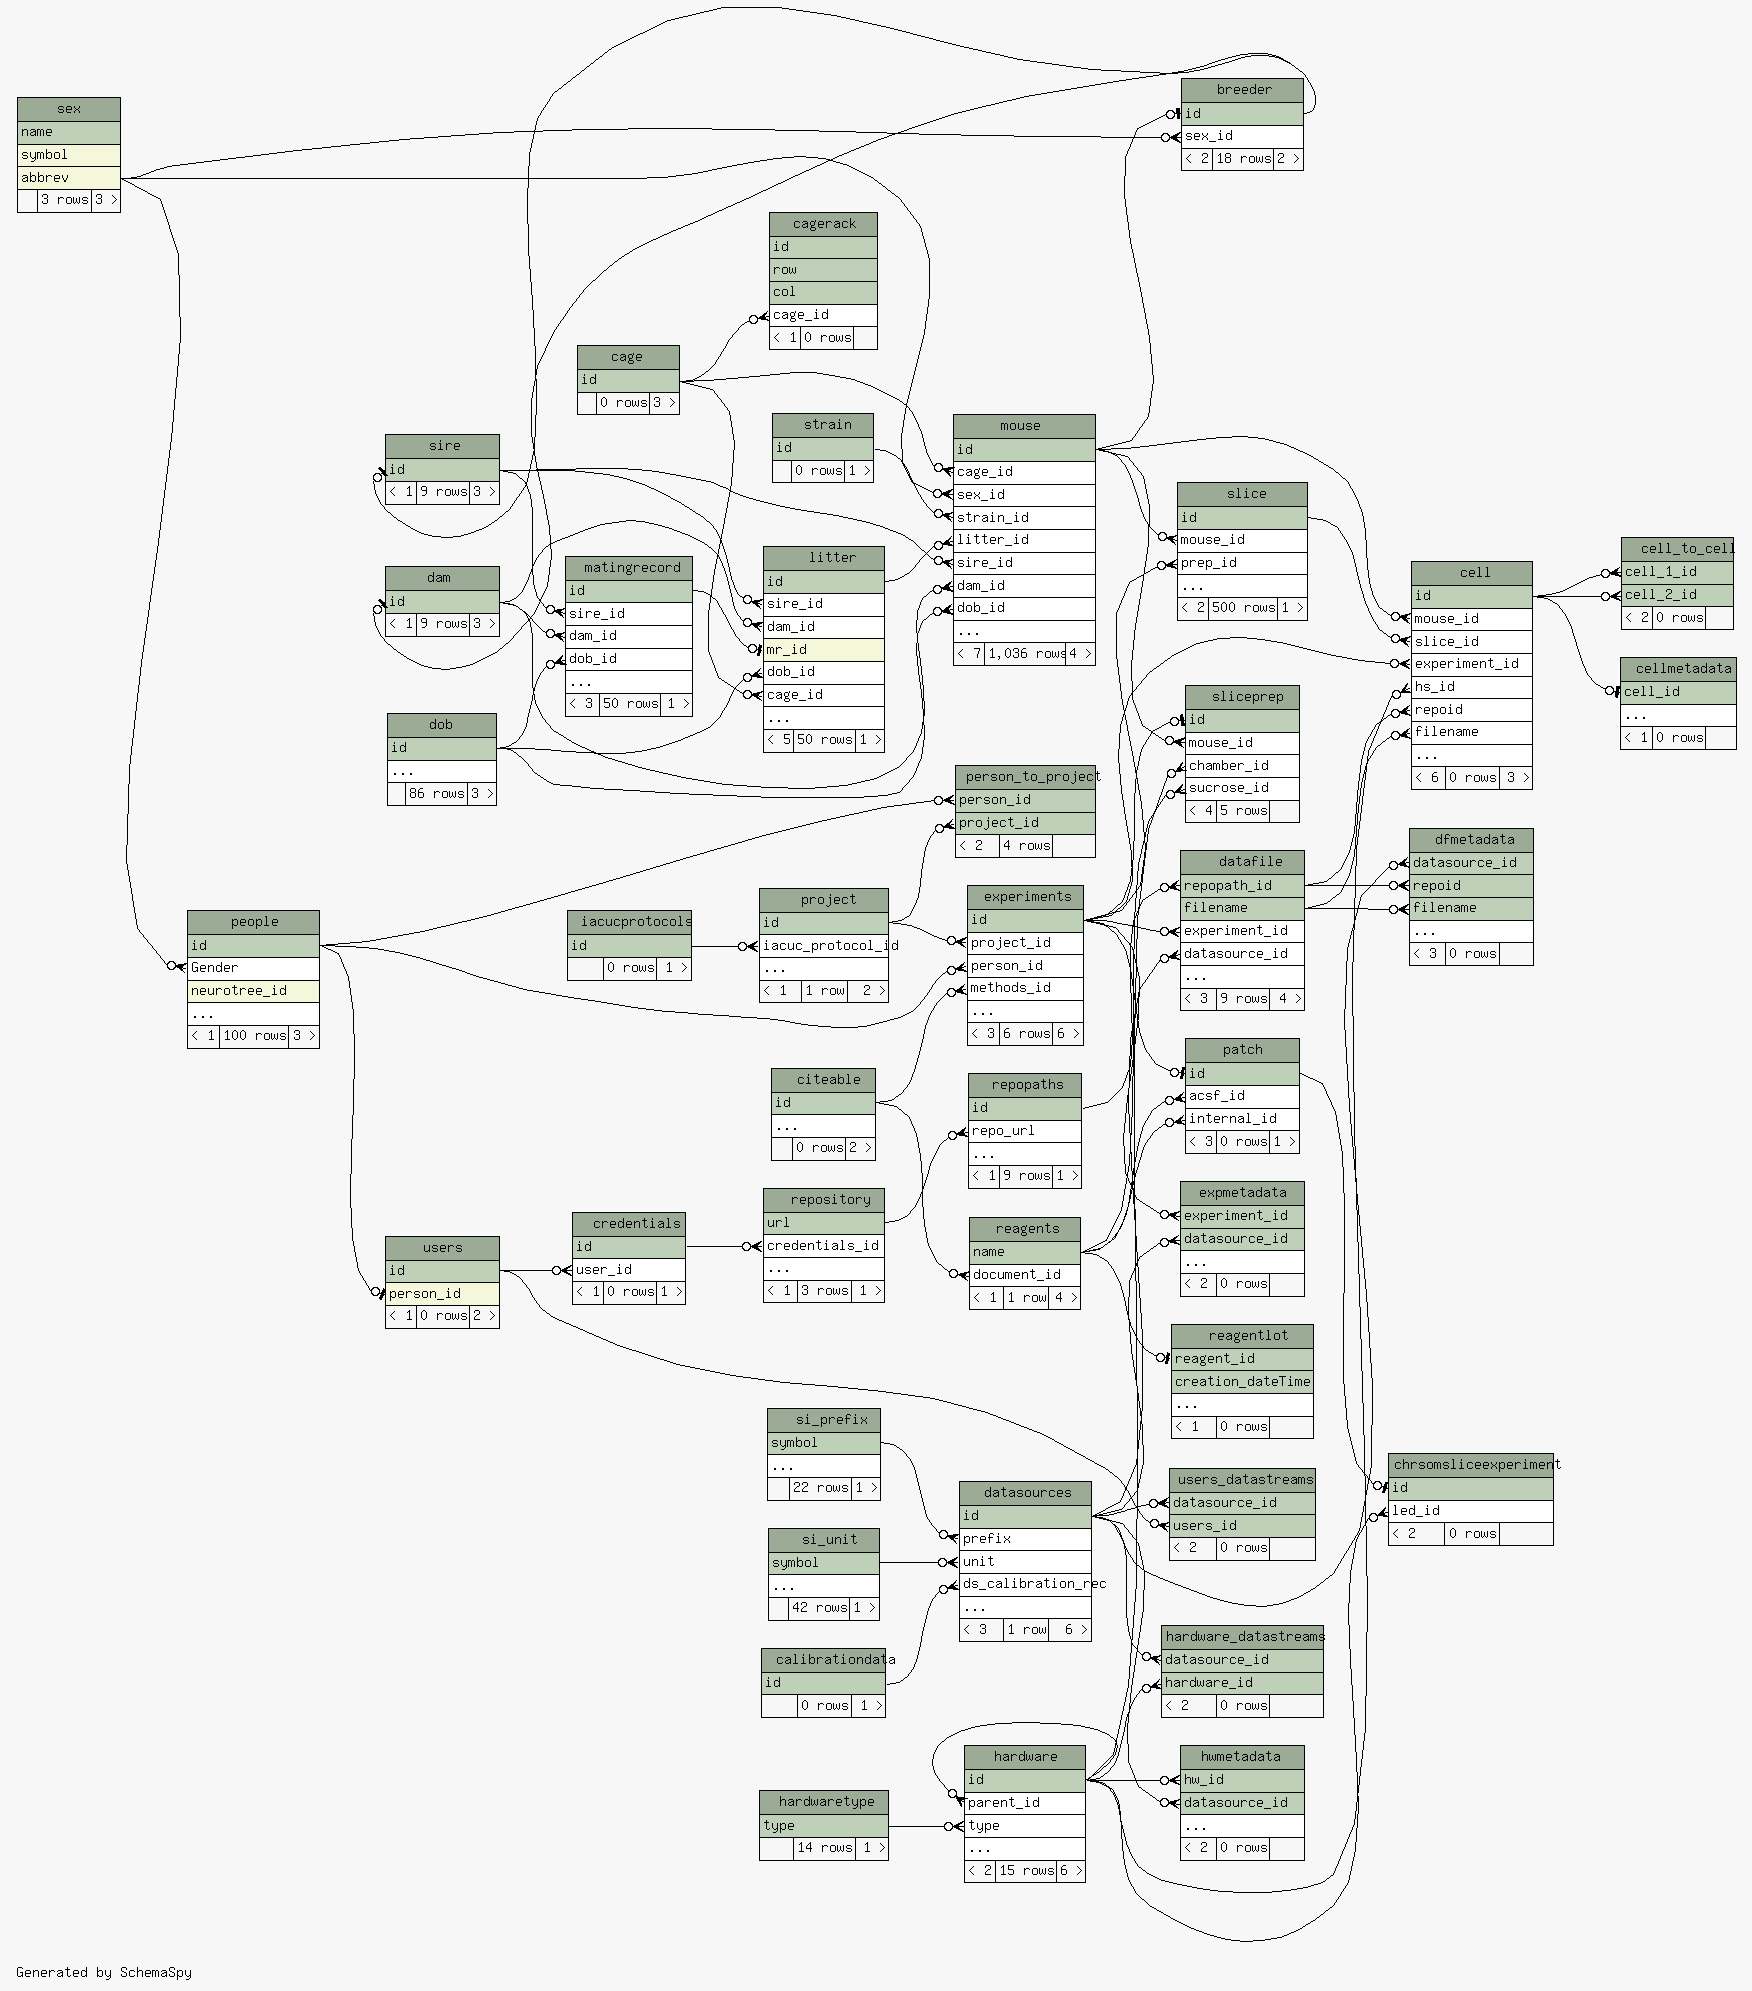 sex
name
symbol
abbrev
3 rows 3 >
breeder
id
sex_id
< 2 18 rows 2 >
cagerack
id
row
col
cage_id
< 1 0 rows
cage
id
0 rows 3 >
strain
id
0 rows 1 >
sire
id
< 1 9 rows 3 >
dam
id
< 1 9 rows 3 >
dob
id
...
86 rows 3 >
matingrecord
id
sire_id
dam_id
dob_id
...
< 3 50 rows 1 >
litter
id
sire_id
dam_id
mr_id
dob_id
cage_id
...
< 5 50 rows 1 >
mouse
id
cage_id
sex_id
strain_id
litter_id
sire_id
dam_id
dob_id
...
< 7 1,036 rows 4 >
slice
id
mouse_id
prep_id
...
< 2 500 rows 1 >
cell
id
mouse_id
slice_id
experiment_id
hs_id
repoid
filename
...
< 6 0 rows 3 >
cell_to_cell
cell_1_id
cell_2_id
< 2 0 rows
cellmetadata
cell_id
...
< 1 0 rows
sliceprep
id
mouse_id
chamber_id
sucrose_id
< 4 5 rows
person_to_project
person_id
project_id
< 2 4 rows
datafile
repopath_id
filename
experiment_id
datasource_id
...
< 3 9 rows 4 >
dfmetadata
datasource_id
repoid
filename
...
< 3 0 rows
people
id
Gender
neurotree_id
...
< 1 100 rows 3 >
iacucprotocols
id
0 rows 1 >
project
id
iacuc_protocol_id
...
< 1 1 row 2 >
experiments
id
project_id
person_id
methods_id
...
< 3 6 rows 6 >
citeable
id
...
0 rows 2 >
repopaths
id
repo_url
...
< 1 9 rows 1 >
patch
id
acsf_id
internal_id
< 3 0 rows 1 >
users
id
person_id
< 1 0 rows 2 >
credentials
id
user_id
< 1 0 rows 1 >
repository
url
credentials_id
...
< 1 3 rows 1 >
reagents
name
document_id
< 1 1 row 4 >
expmetadata
experiment_id
datasource_id
...
< 2 0 rows
reagentlot
reagent_id
creation_dateTime
...
< 1 0 rows
si_prefix
symbol
...
22 rows 1 >
si_unit
symbol
...
42 rows 1 >
calibrationdata
id
0 rows 1 >
datasources
id
prefix
unit
ds_calibration_rec
...
< 3 1 row 6 >
users_datastreams
datasource_id
users_id
< 2 0 rows
chrsomsliceexperiment
id
led_id
< 2 0 rows
hardware_datastreams
datasource_id
hardware_id
< 2 0 rows
hardwaretype
type
14 rows 1 >
hardware
id
parent_id
type
...
< 2 15 rows 6 >
hwmetadata
hw_id
datasource_id
...
< 2 0 rows
Generated by SchemaSpy